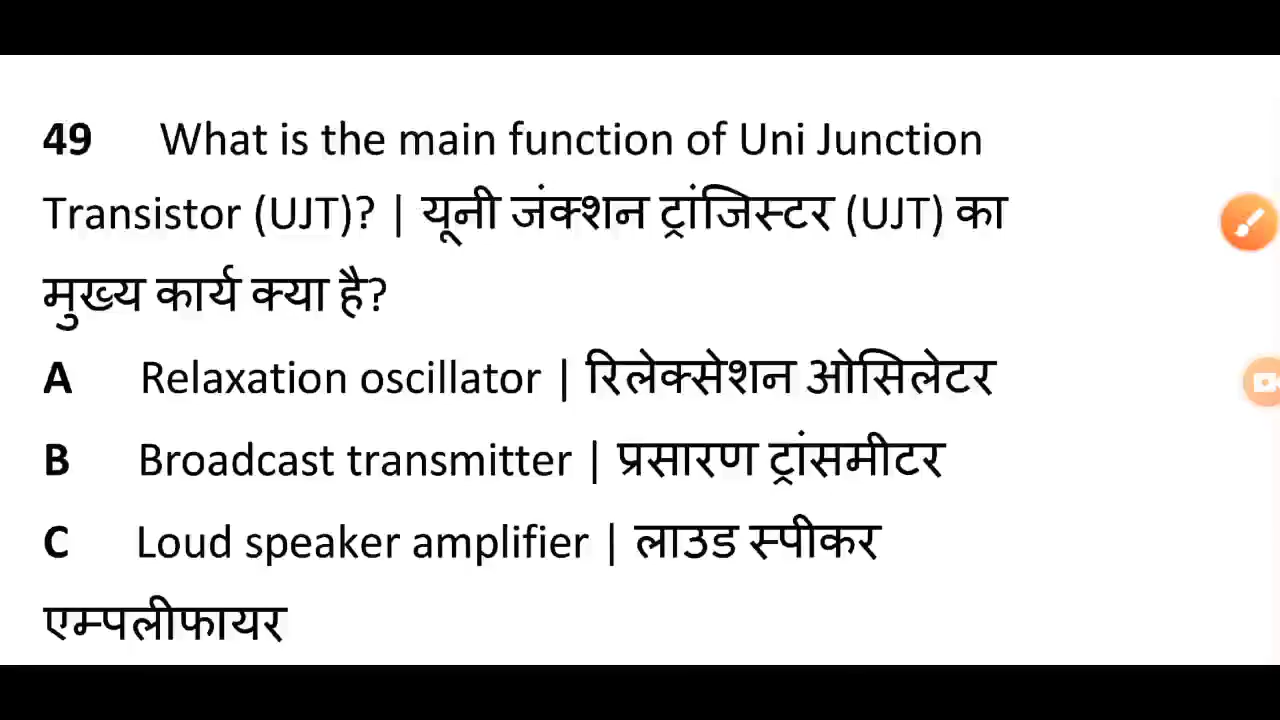 49 What is the main function of Uni Junction
Transistor (UJT)? | यूनी जंक्शन ट्रांजिस्टर (UJT) का
मुख्य कार्य क्या है?
A Relaxation oscillator | रिलेक्सेशन ओसिलेटर
B Broadcast transmitter | प्रसारण ट्रांसमीटर
C Loud speaker amplifier | लाउड स्पीकर
एम्पलीफायर